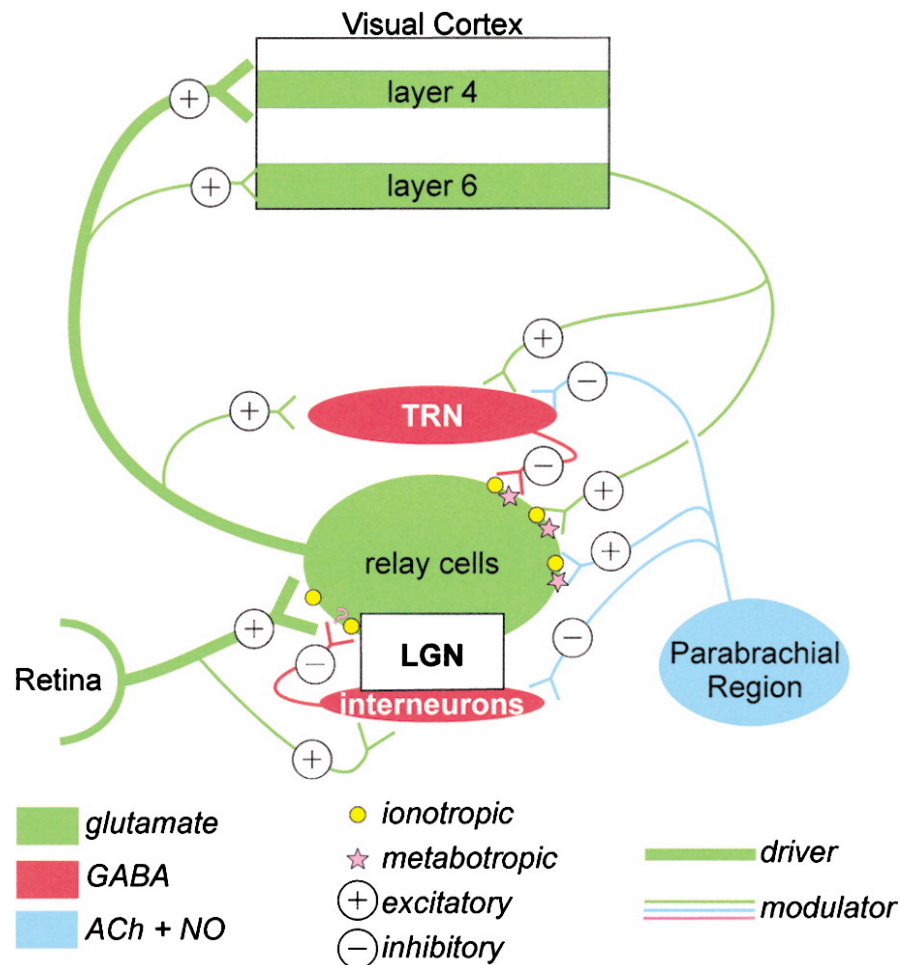 Visual Cortex
layer 4
layer 6
TRN
relay cells
LGN
interneurons
Retina
Parabrachial
Region
glutamate
GABA
ACh + NO
ionotropic
metabotropic
excitatory
inhibitory
driver
modulator
+
+
+
+
−
−
+
+
−
+
−
+
+
−
?